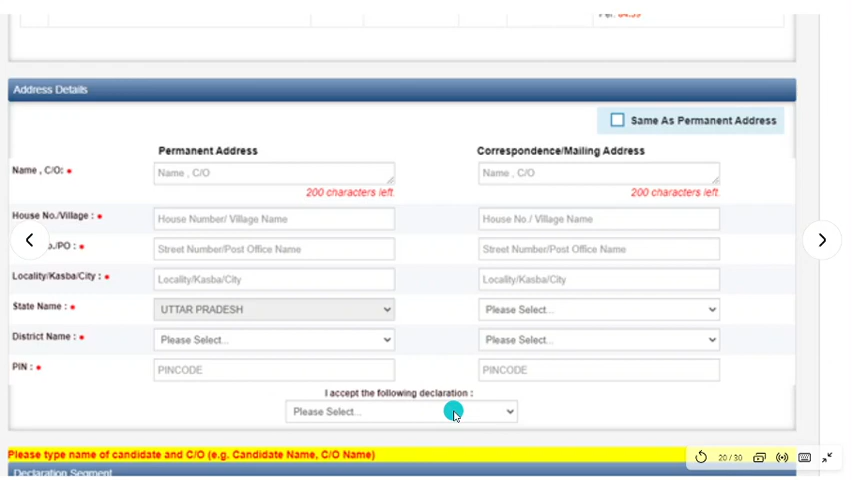 Per: 84.59
Address Details
Same As Permanent Address
Permanent Address Correspondence/Mailing Address
Name , C/O: Name , C/O Name , C/O
200 characters left. 200 characters left.
House No./Village : House Number/ Village Name House No./ Village Name
o./PO : Street Number/Post Office Name Street Number/Post Office Name
Locality/Kasba/City : Locality/Kasba/City Locality/Kasba/City
State Name : UTTAR PRADESH Please Select...
District Name : Please Select... Please Select...
PIN : PINCODE PINCODE
I accept the following declaration :
Please Select...
Please type name of candidate and C/O (e.g. Candidate Name, C/O Name)
20 / 30
Declaration Segment